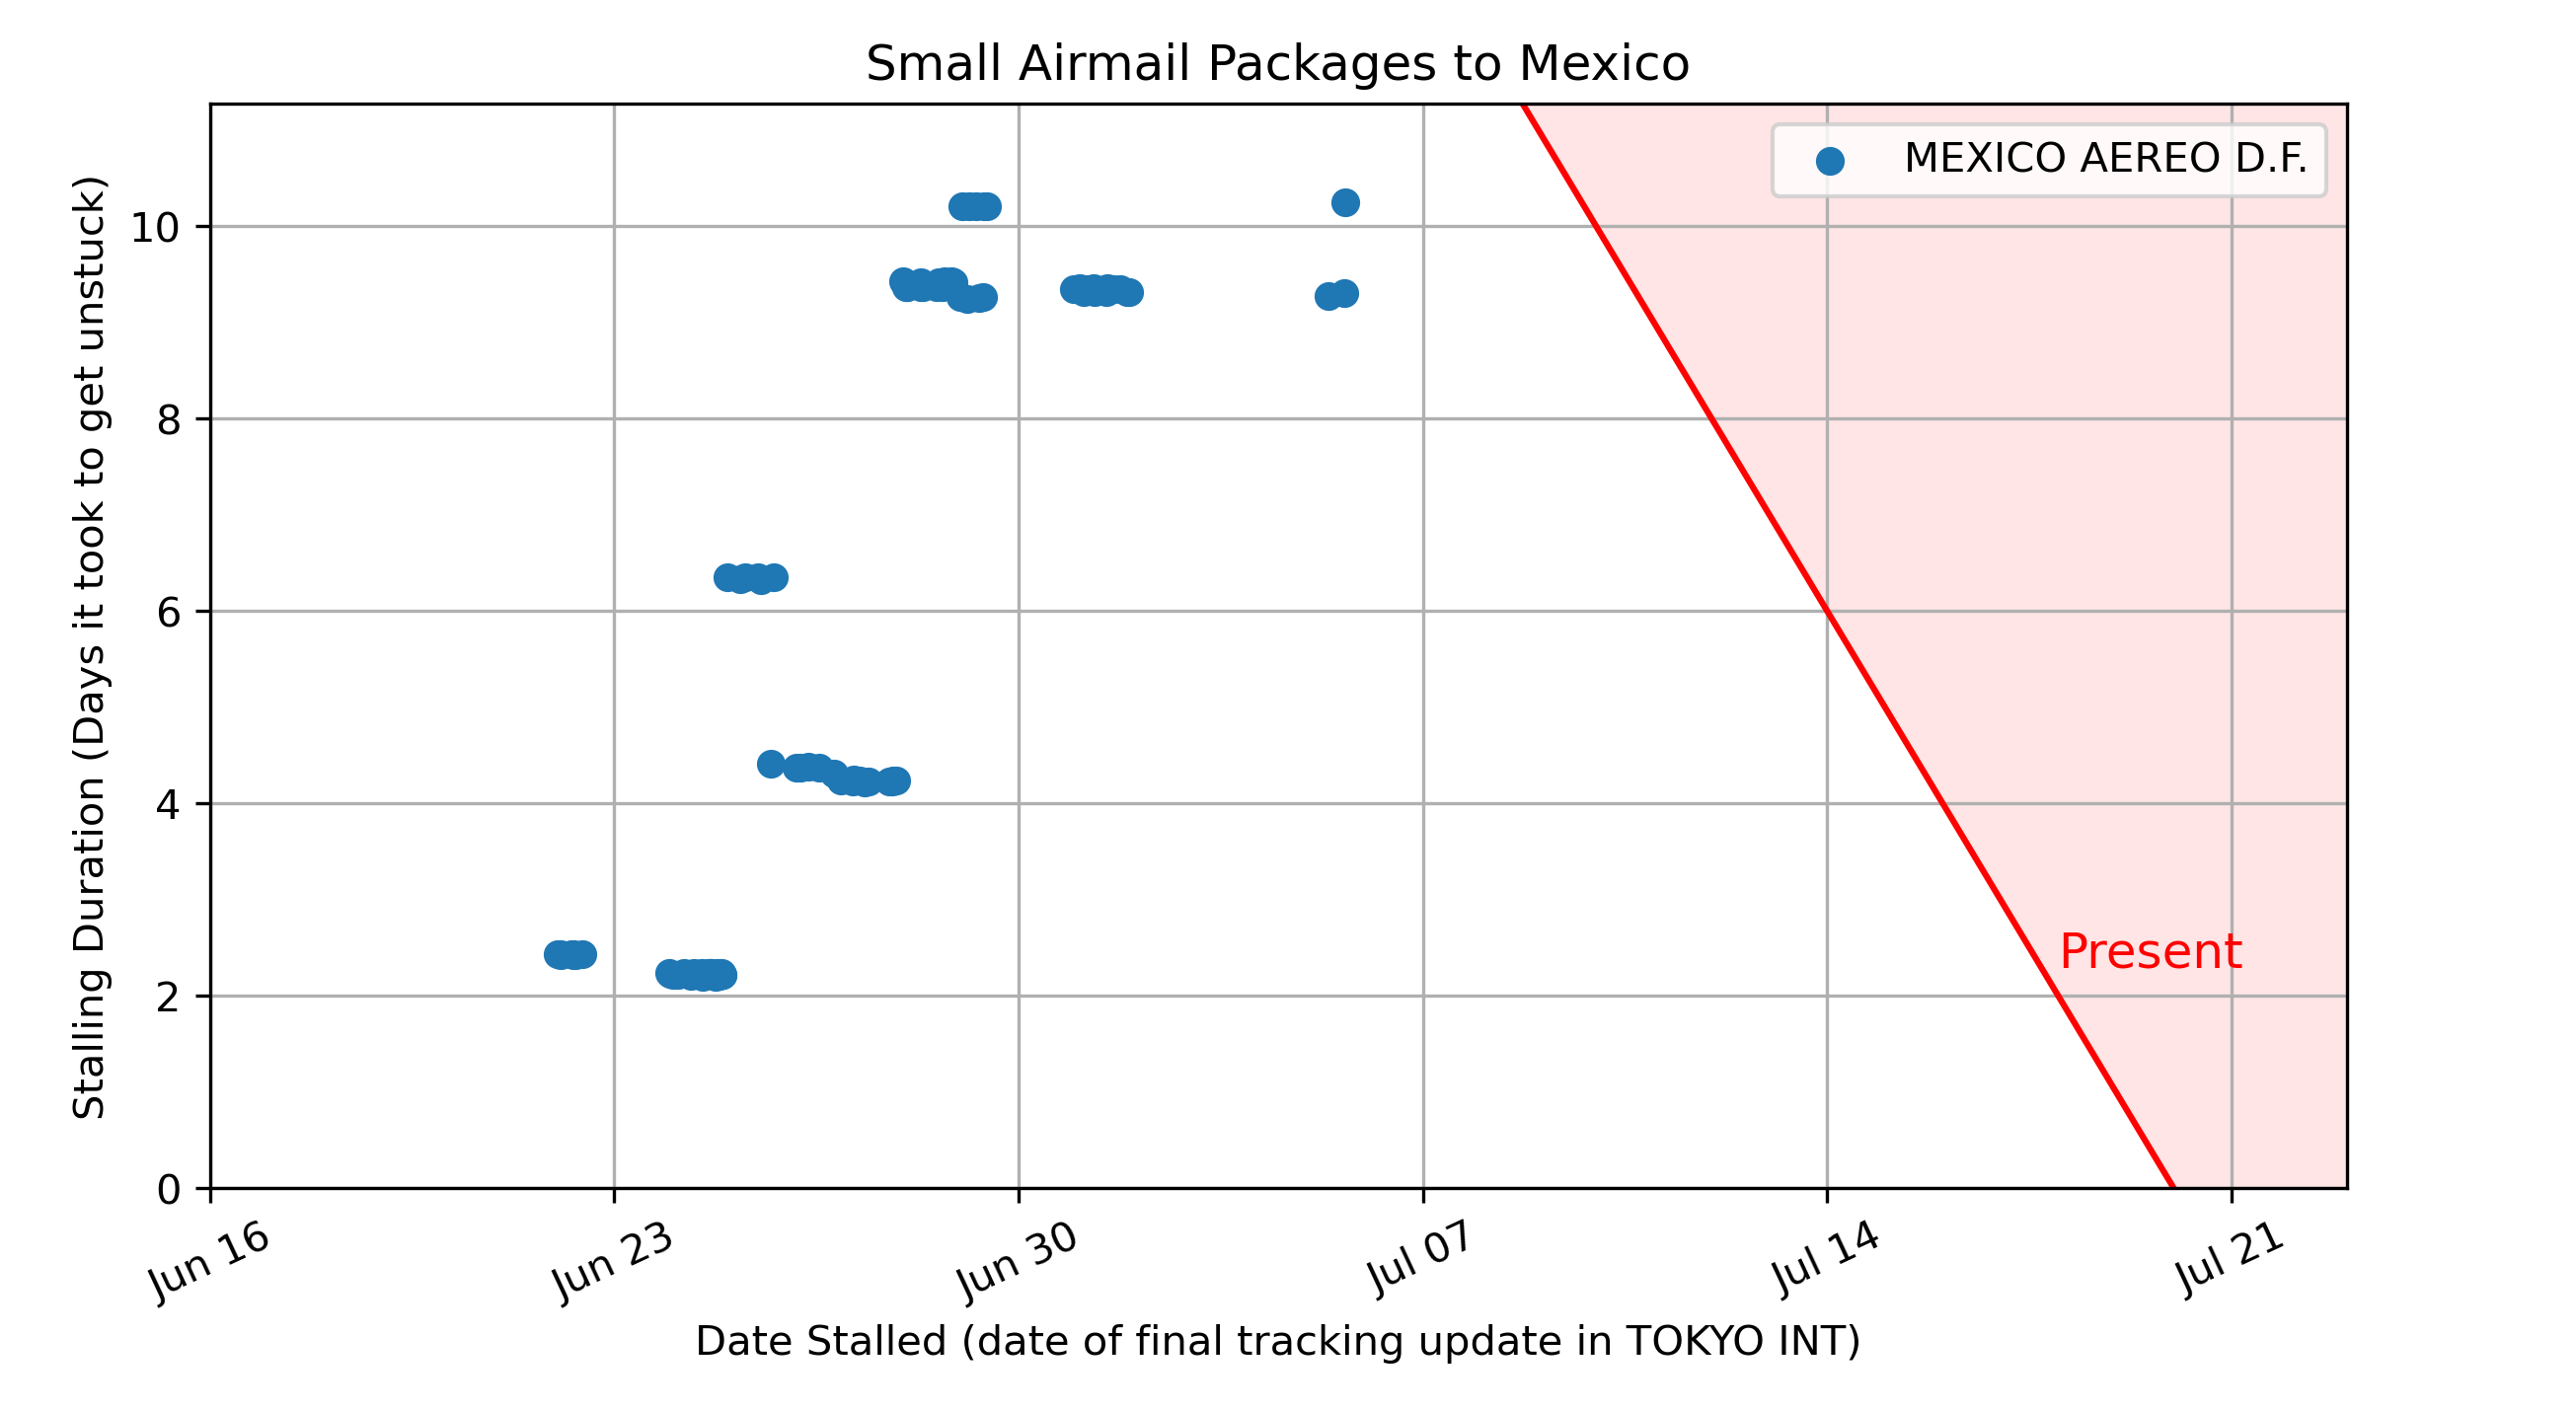 Small Airmail Packages to Mexico
MEXICO AEREO D.F.
Stalling Duration (Days it took to get unstuck)
10
8
6
4
2
0
Present
Jun 16
Jun 23
Jun 30
Jul 07
Jul 14
Jul 21
Date Stalled (date of final tracking update in TOKYO INT)